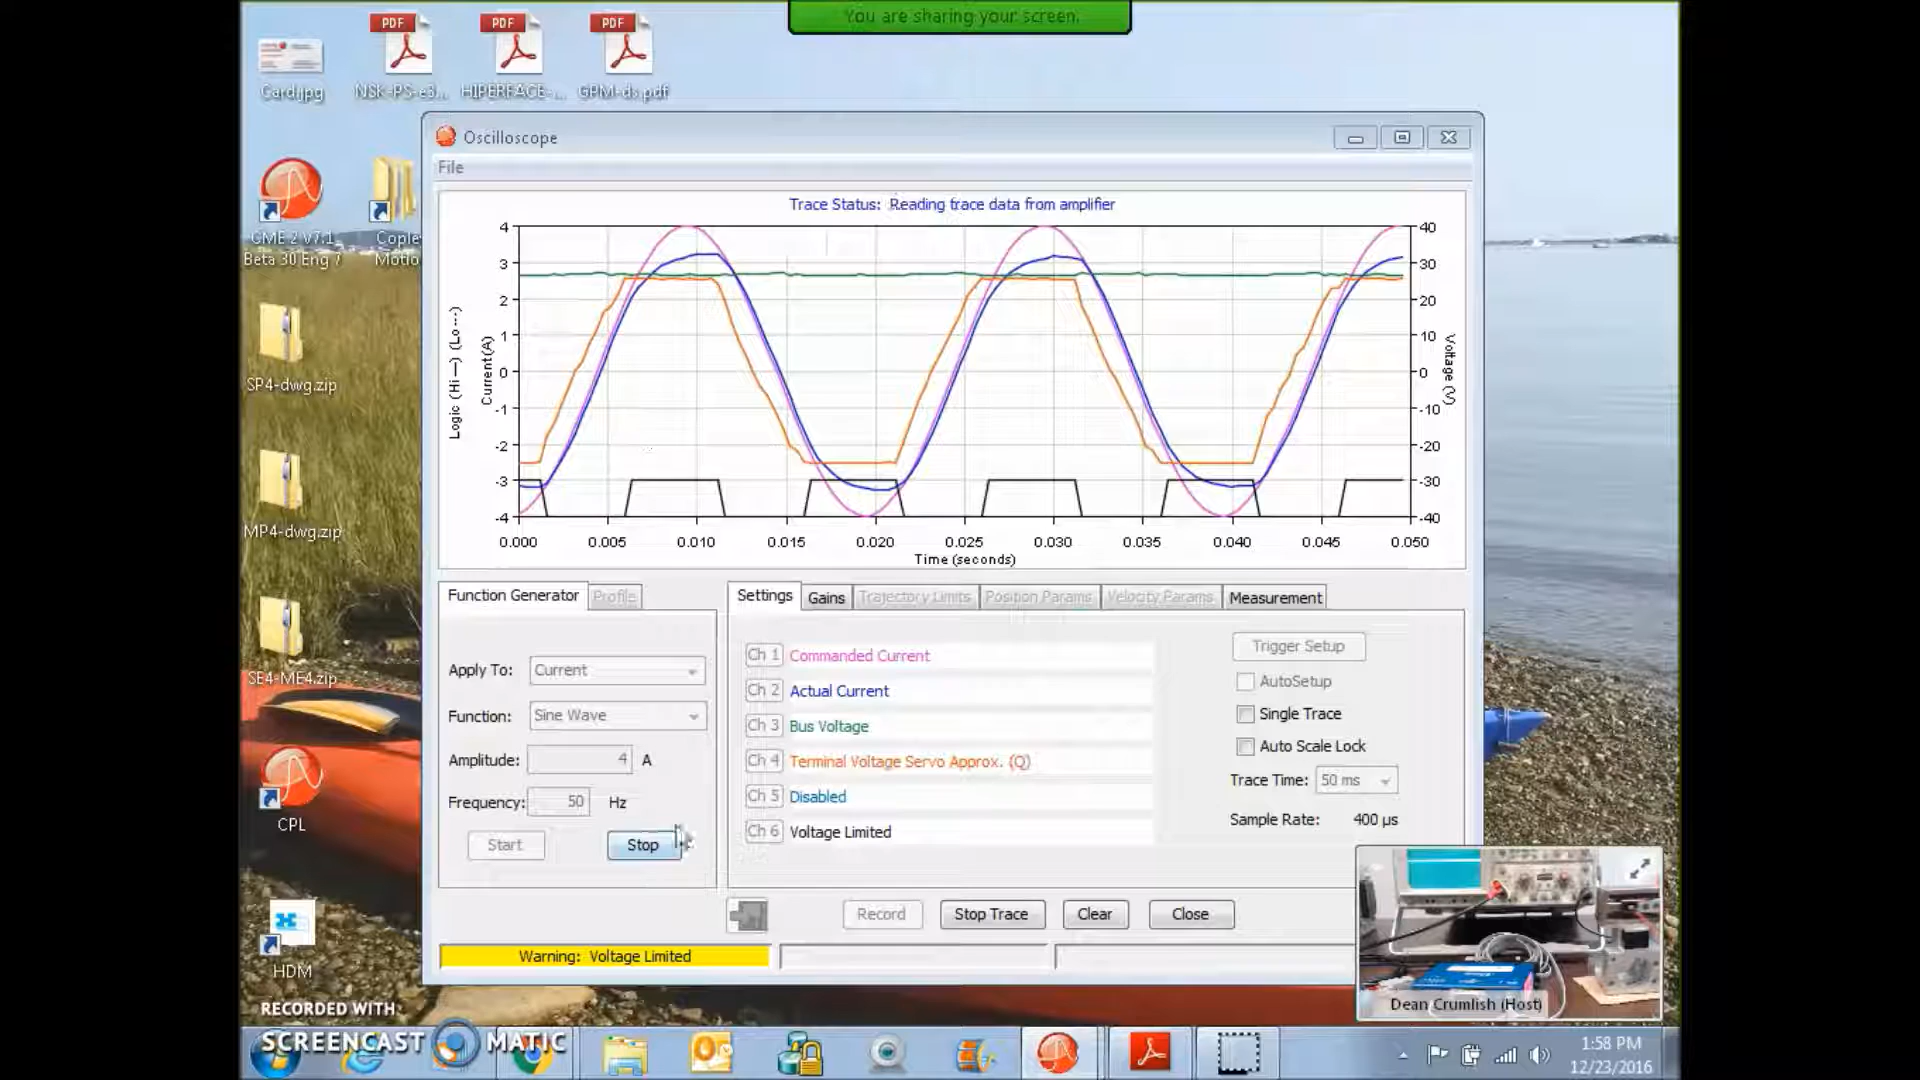 You are sharing your screen.
PDF
PDF
PDF
Card.jpg
NSK-PS-e3...
HIPERFACE-...
GPM-ds.pdf
Oscilloscope
File
CME 2 V7.1
Beta 30 Eng 7
Copley
Motio
SP4-dwg.zip
MP4-dwg.zip
SE4-ME4.zip
CPL
HDM
Trace Status: Reading trace data from amplifier
4
3
2
1
0
-1
-2
-3
-4
40
30
20
10
0
-10
-20
-30
-40
Logic (Hi —) (Lo ---)
Current(A)
Voltage (V)
0.000 0.005 0.010 0.015 0.020 0.025 0.030 0.035 0.040 0.045 0.050
Time (seconds)
Function Generator Profile
Apply To: Current
Function: Sine Wave
Amplitude: 4 A
Frequency: 50 Hz
Start Stop
Settings Gains Trajectory Limits Position Params Velocity Params Measurement
Ch 1 Commanded Current
Ch 2 Actual Current
Ch 3 Bus Voltage
Ch 4 Terminal Voltage Servo Approx. (Q)
Ch 5 Disabled
Ch 6 Voltage Limited
Trigger Setup
AutoSetup
Single Trace
Auto Scale Lock
Trace Time: 50 ms
Sample Rate: 400 µs
Record Stop Trace Clear Close
Warning: Voltage Limited
Dean Crumlish (Host)
RECORDED WITH
SCREENCAST MATIC
1:58 PM
12/23/2016